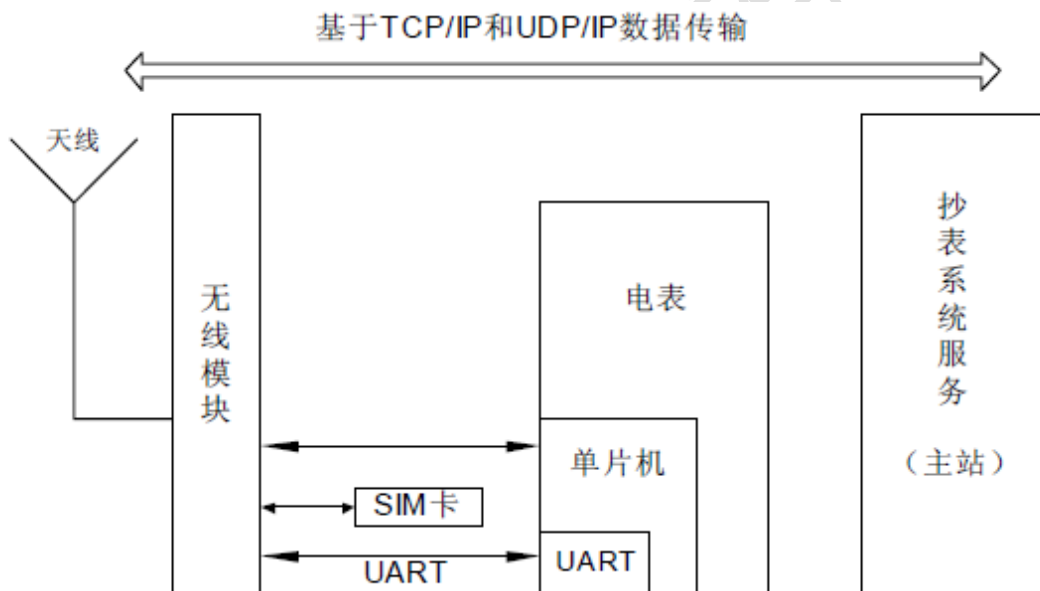 基于TCP/IP和UDP/IP数据传输
天线
无线模块
电表
抄表系统服务
（主站）
单片机
SIM卡
UART
UART